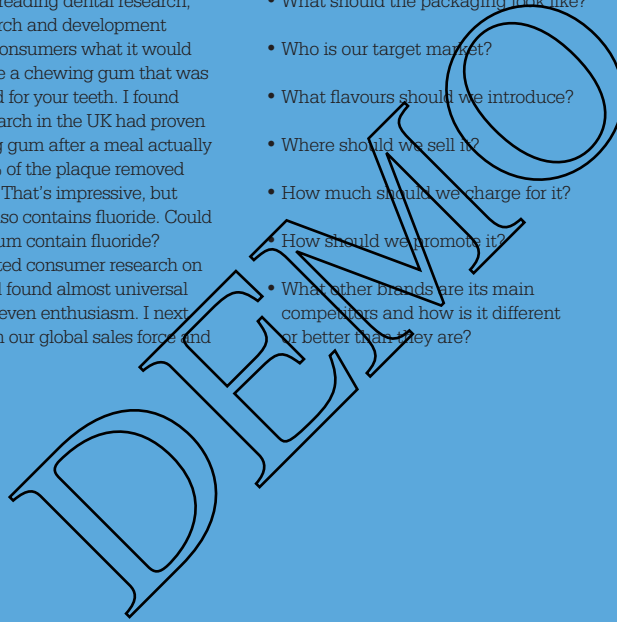 reading dental research,
rch and development
onsumers what it would
e a chewing gum that was
d for your teeth. I found
arch in the UK had proven
g gum after a meal actually
of the plaque removed
That's impressive, but
so contains fluoride. Could
um contain fluoride?
ted consumer research on
d found almost universal
even enthusiasm. I next
n our global sales force and
• What should the packaging look like?
• Who is our target market?
• What flavours should we introduce?
• Where should we sell it?
• How much should we charge for it?
• How should we promote it?
• What other brands are its main
competitors and how is it different
or better than they are?
DEMO